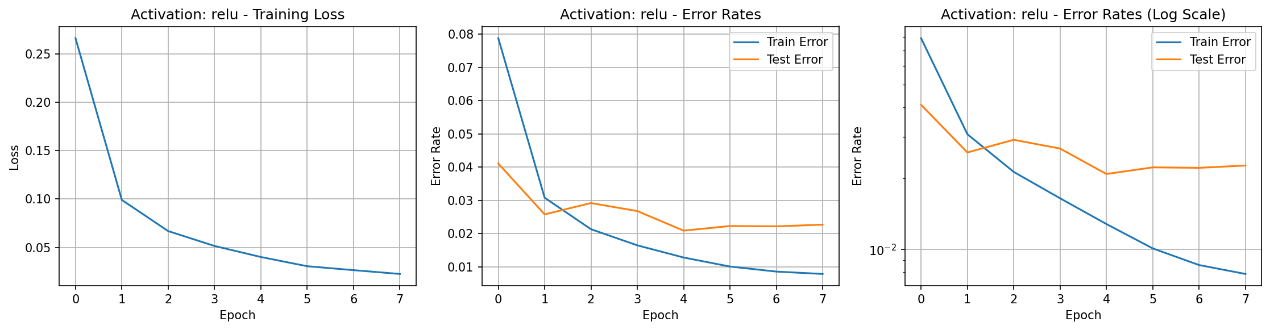 Activation: relu - Training Loss
0.25
0.20
0.15
0.10
0.05
Loss
0 1 2 3 4 5 6 7
Epoch
Activation: relu - Error Rates
Train Error
Test Error
0.08
0.07
0.06
0.05
0.04
0.03
0.02
0.01
Error Rate
0 1 2 3 4 5 6 7
Epoch
Activation: relu - Error Rates (Log Scale)
Train Error
Test Error
10⁻²
Error Rate
0 1 2 3 4 5 6 7
Epoch